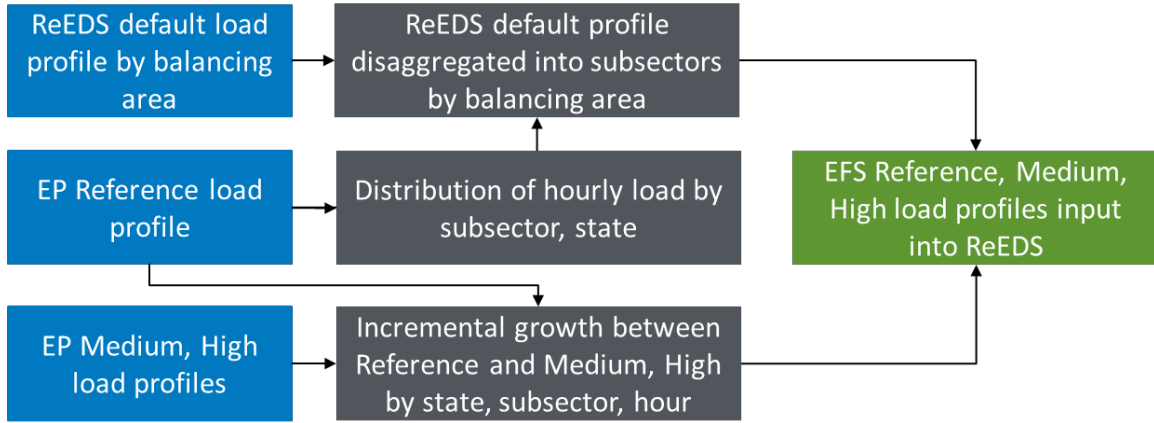 ReeDS default load
profile by balancing
area
ReEDS default profile
disaggregated into subsectors
by balancing area
EP Reference load
profile
Distribution of hourly load by
subsector, state
EFS Reference, Medium,
High load profiles input
into ReEDS
EP Medium, High
load profiles
Incremental growth between
Reference and Medium, High
by state, subsector, hour